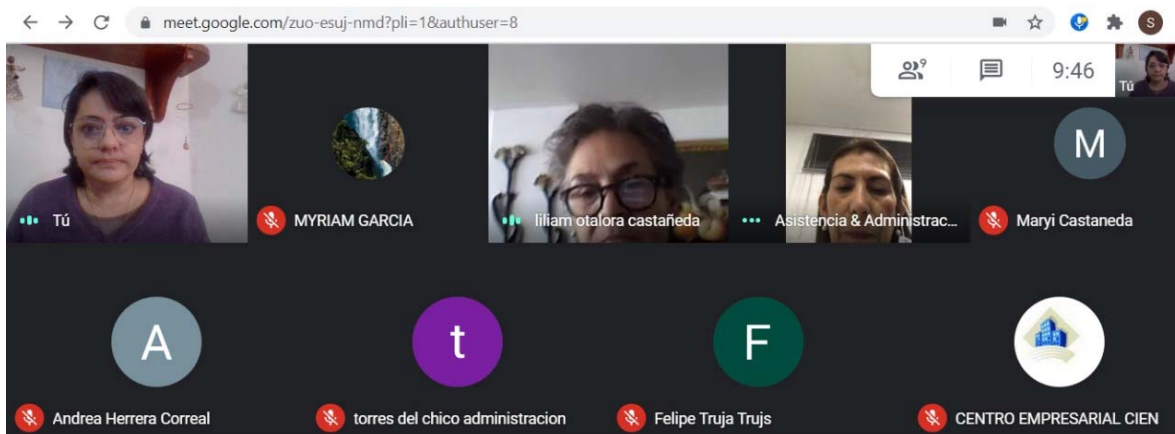 meet.google.com/zuo-esuj-nmd?pli=1&authuser=8
S
9
9:46
Tú
Tú
MYRIAM GARCIA
liliam otalora castañeda
Asistencia & Administrac...
M
Maryi Castaneda
A
Andrea Herrera Correal
t
torres del chico administracion
F
Felipe Truja Trujs
CENTRO EMPRESARIAL CIEN